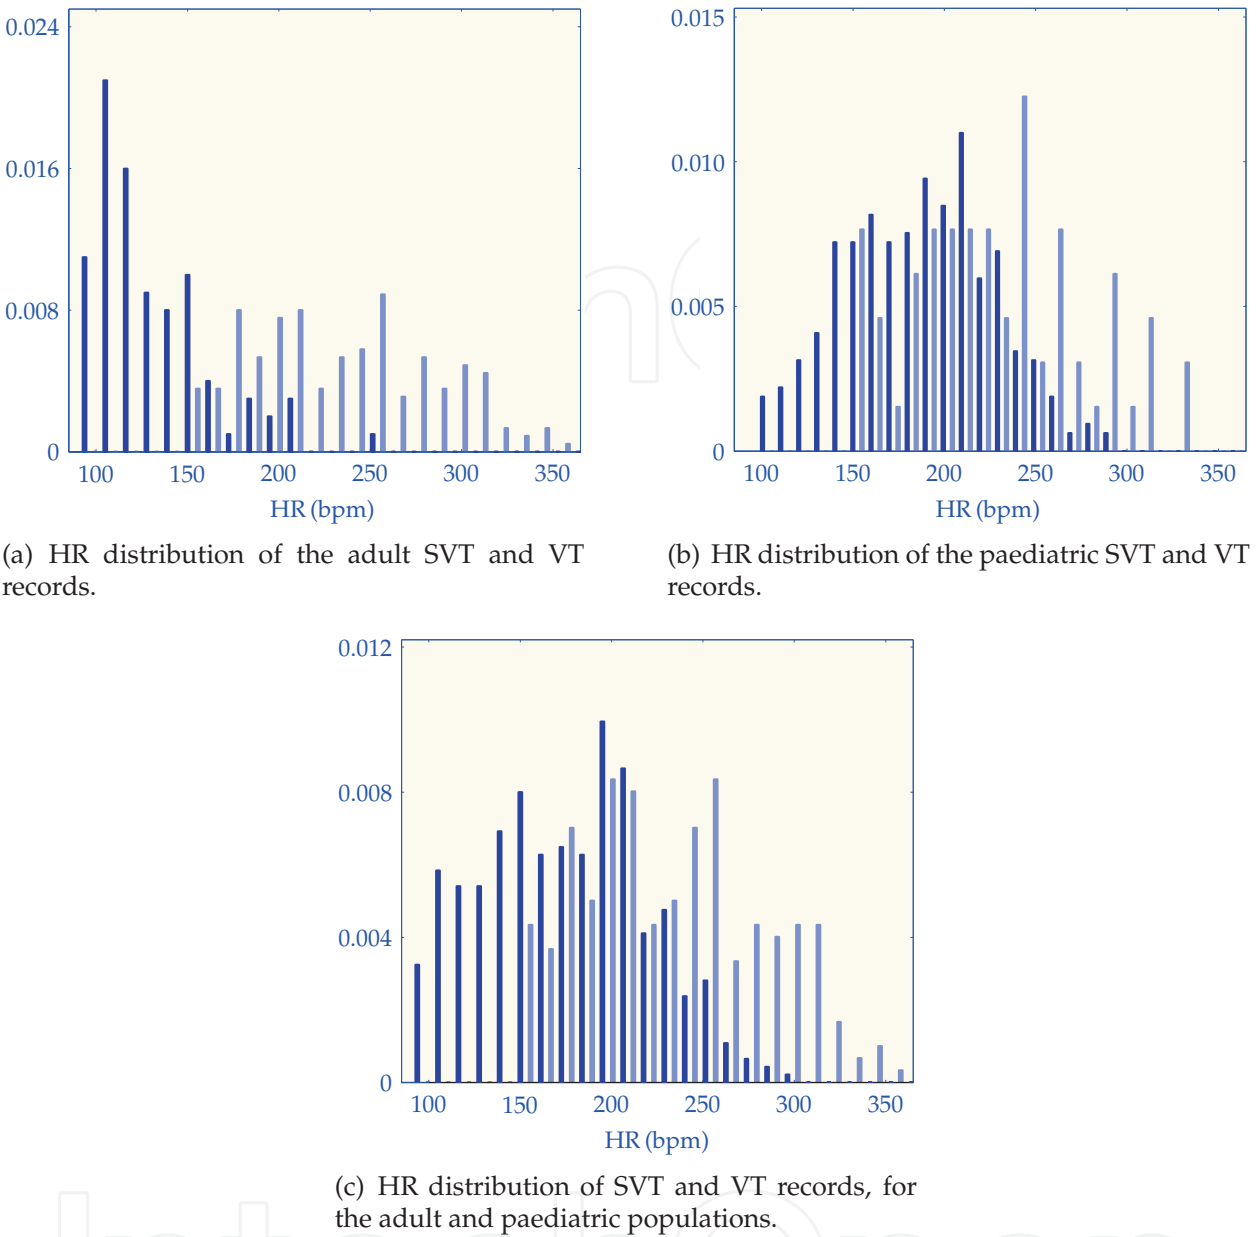 0.024
0.016
0.008
0
100 150 200 250 300 350
HR (bpm)
(a) HR distribution of the adult SVT and VT
records.
0.015
0.010
0.005
0
100 150 200 250 300 350
HR (bpm)
(b) HR distribution of the paediatric SVT and VT
records.
0.012
0.008
0.004
0
100 150 200 250 300 350
HR (bpm)
(c) HR distribution of SVT and VT records, for
the adult and paediatric populations.